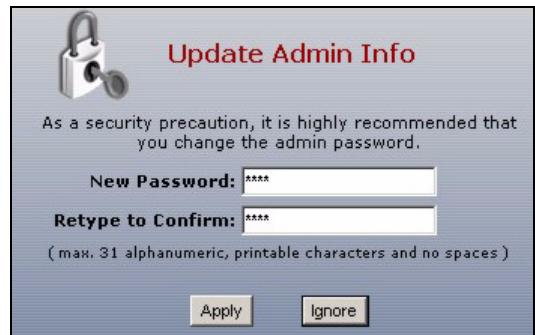 Update Admin Info
As a security precaution, it is highly recommended that
you change the admin password.
New Password: ****
Retype to Confirm: ****
( max. 31 alphanumeric, printable characters and no spaces )
Apply Ignore